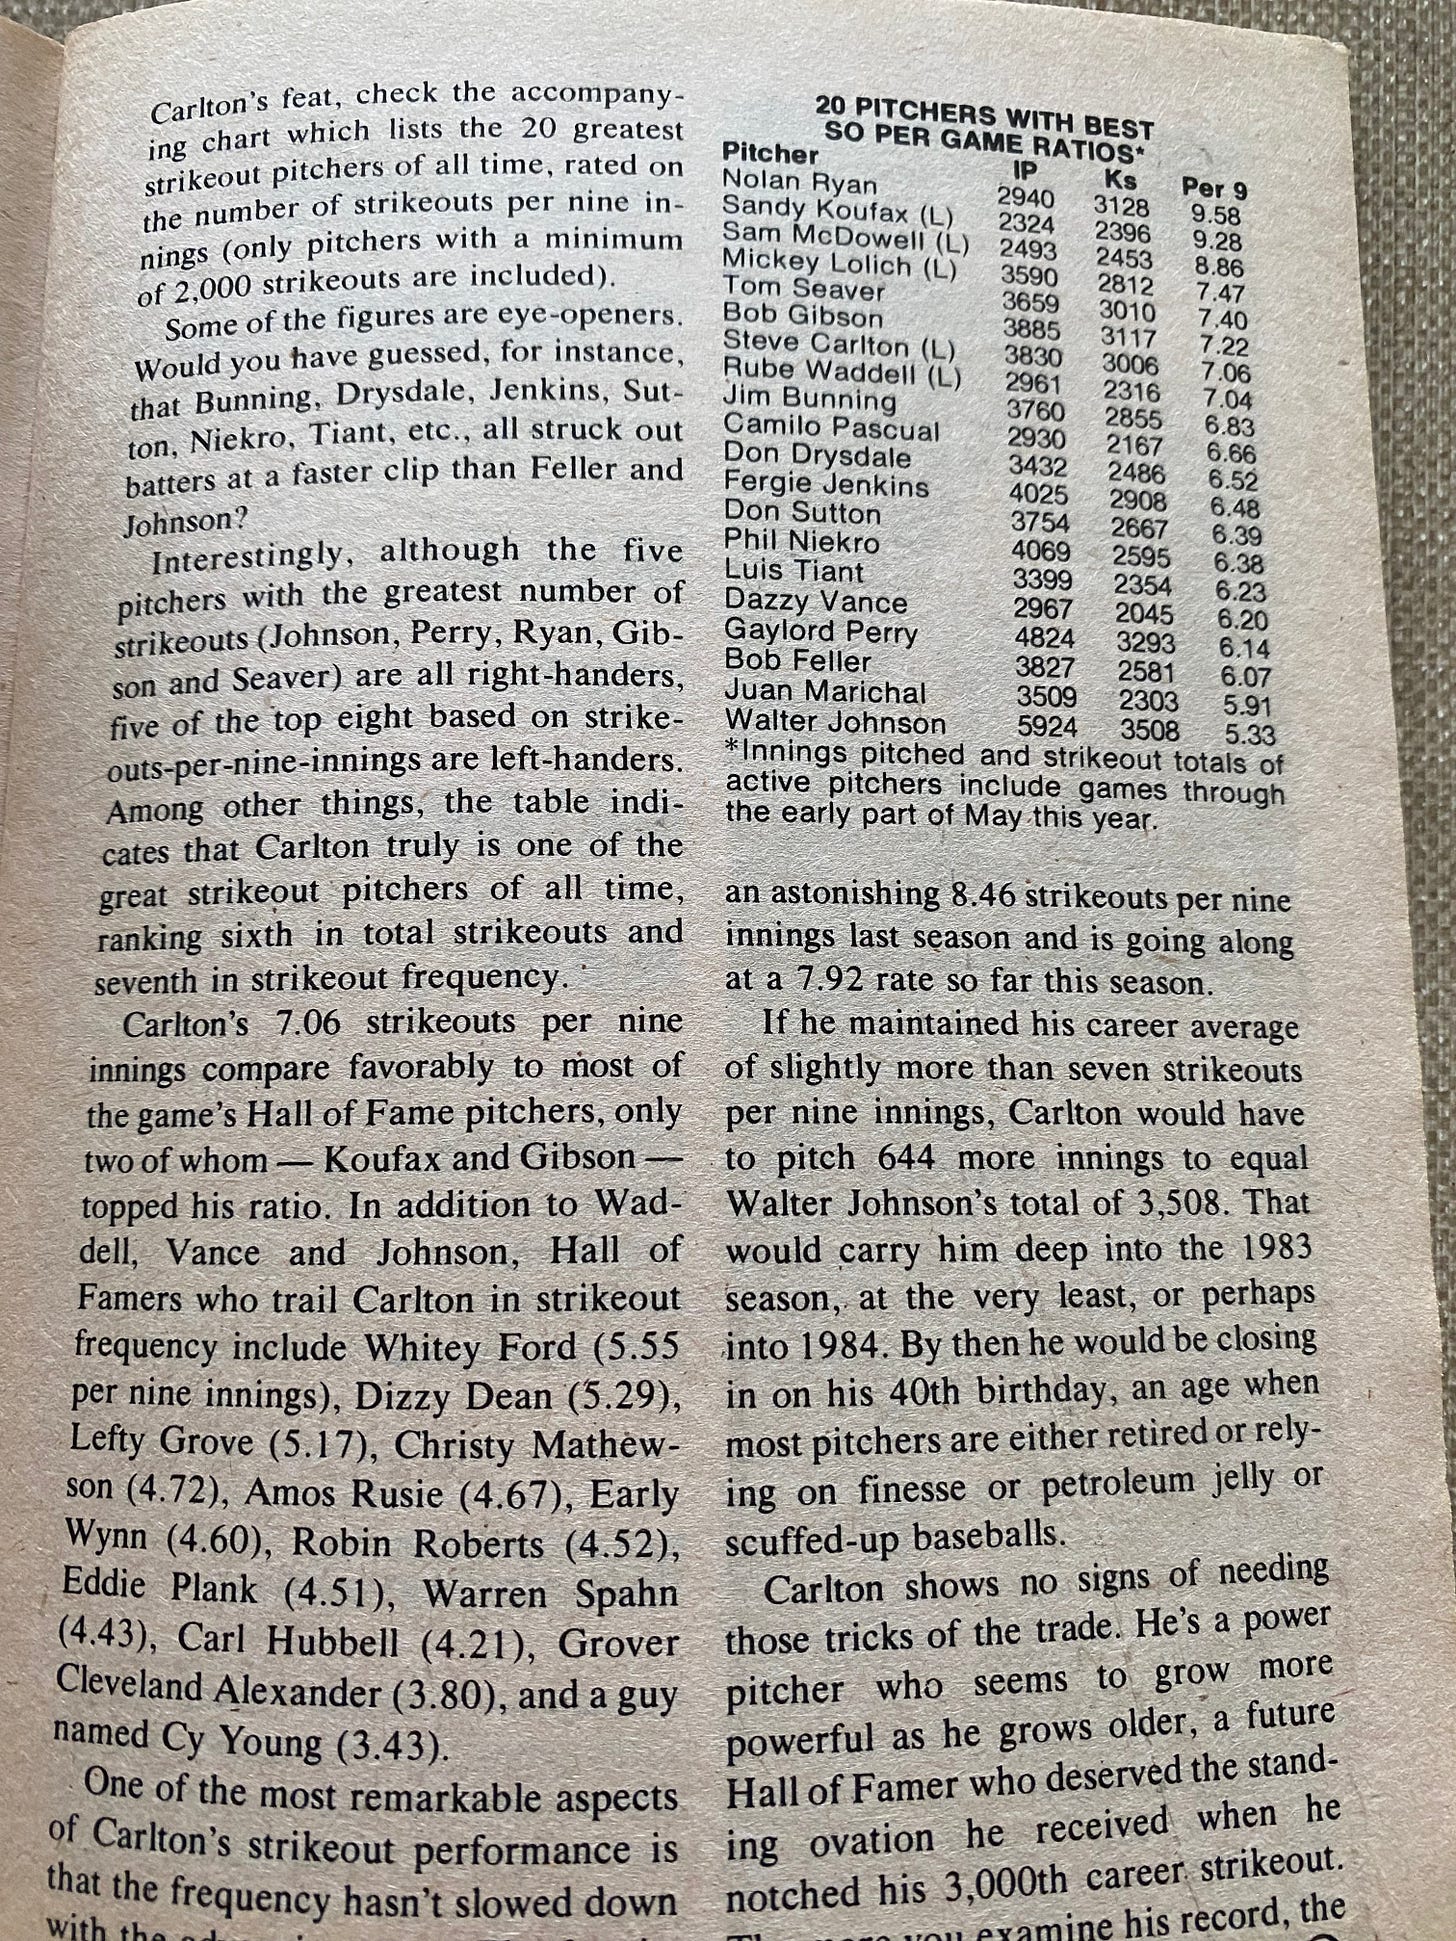 Carlton's feat, check the accompany-
ing chart which lists the 20 greatest
strikeout pitchers of all time, rated on
the number of strikeouts per nine in-
nings (only pitchers with a minimum
of 2,000 strikeouts are included).
Some of the figures are eye-openers.
Would you have guessed, for instance,
that Bunning, Drysdale, Jenkins, Sut-
ton, Niekro, Tiant, etc., all struck out
batters at a faster clip than Feller and
Johnson?
Interestingly, although the five
pitchers with the greatest number of
strikeouts (Johnson, Perry, Ryan, Gib-
son and Seaver) are all right-handers,
five of the top eight based on strike-
outs-per-nine-innings are left-handers.
Among other things, the table indi-
cates that Carlton truly is one of the
great strikeout pitchers of all time,
ranking sixth in total strikeouts and
seventh in strikeout frequency.
Carlton's 7.06 strikeouts per nine
innings compare favorably to most of
the game's Hall of Fame pitchers, only
two of whom — Koufax and Gibson —
topped his ratio. In addition to Wad-
dell, Vance and Johnson, Hall of
Famers who trail Carlton in strikeout
frequency include Whitey Ford (5.55
per nine innings), Dizzy Dean (5.29),
Lefty Grove (5.17), Christy Mathew-
son (4.72), Amos Rusie (4.67), Early
Wynn (4.60), Robin Roberts (4.52),
Eddie Plank (4.51), Warren Spahn
(4.43), Carl Hubbell (4.21), Grover
Cleveland Alexander (3.80), and a guy
named Cy Young (3.43).
One of the most remarkable aspects
of Carlton's strikeout performance is
that the frequency hasn't slowed down
with the
20 PITCHERS WITH BEST
SO PER GAME RATIOS*
Pitcher IP Ks Per 9
Nolan Ryan 2940 3128 9.58
Sandy Koufax (L) 2324 2396 9.28
Sam McDowell (L) 2493 2453 8.86
Mickey Lolich (L) 3590 2812 7.47
Tom Seaver 3659 3010 7.40
Bob Gibson 3885 3117 7.22
Steve Carlton (L) 3830 3006 7.06
Rube Waddell (L) 2961 2316 7.04
Jim Bunning 3760 2855 6.83
Camilo Pascual 2930 2167 6.66
Don Drysdale 3432 2486 6.52
Fergie Jenkins 4025 2908 6.48
Don Sutton 3754 2667 6.39
Phil Niekro 4069 2595 6.38
Luis Tiant 3399 2354 6.23
Dazzy Vance 2967 2045 6.20
Gaylord Perry 4824 3293 6.14
Bob Feller 3827 2581 6.07
Juan Marichal 3509 2303 5.91
Walter Johnson 5924 3508 5.33
*Innings pitched and strikeout totals of
active pitchers include games through
the early part of May this year.
an astonishing 8.46 strikeouts per nine
innings last season and is going along
at a 7.92 rate so far this season.
If he maintained his career average
of slightly more than seven strikeouts
per nine innings, Carlton would have
to pitch 644 more innings to equal
Walter Johnson's total of 3,508. That
would carry him deep into the 1983
season, at the very least, or perhaps
into 1984. By then he would be closing
in on his 40th birthday, an age when
most pitchers are either retired or rely-
ing on finesse or petroleum jelly or
scuffed-up baseballs.
Carlton shows no signs of needing
those tricks of the trade. He's a power
pitcher who seems to grow more
powerful as he grows older, a future
Hall of Famer who deserved the stand-
ing ovation he received when he
notched his 3,000th career strikeout.
you examine his record, the